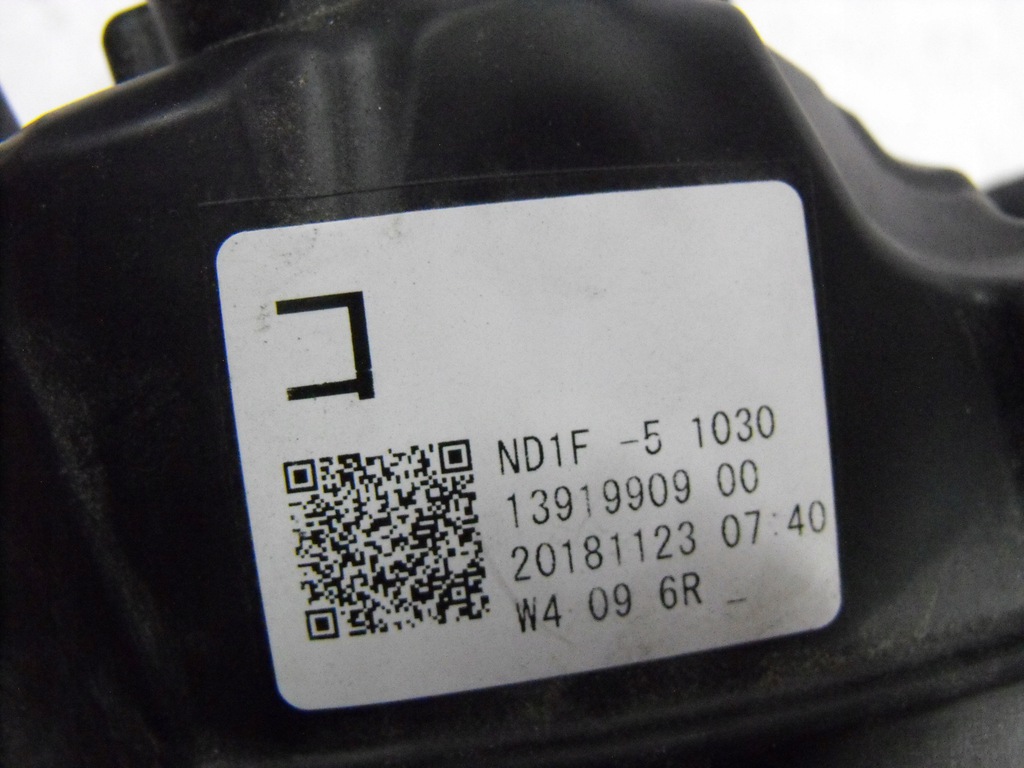 コ
ND1F -5 1030
13919909 00
20181123 07:40
W4 09 6R _